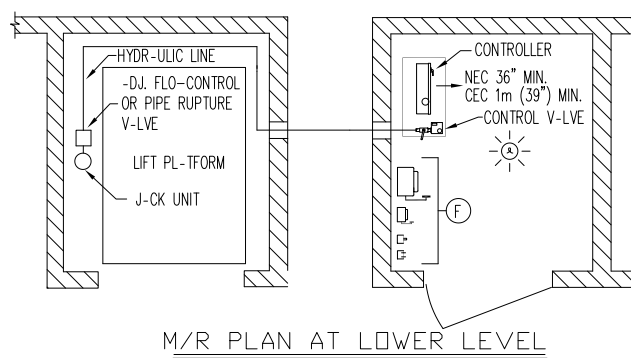 HYDR-ULIC LINE
-DJ. FLO-CONTROL
OR PIPE RUPTURE
V-LVE
LIFT PL-TFORM
J-CK UNIT
CONTROLLER
NEC 36" MIN.
CEC 1m (39") MIN.
CONTROL V-LVE
F
M/R PLAN AT LOWER LEVEL